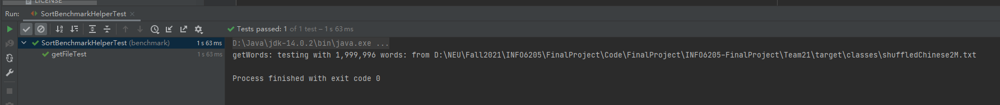 LICENSE
Run: SortBenchmarkHelperTest
Tests passed: 1 of 1 test – 1 s 63 ms
SortBenchmarkHelperTest (benchmark) 1 s 63 ms
D:\Java\jdk-14.0.2\bin\java.exe ...
getFileTest 1 s 63 ms
getWords: testing with 1,999,996 words: from D:\NEU\Fall2021\INFO6205\FinalProject\Code\FinalProject\INFO6205-FinalProject\Team21\target\classes\shuffledChinese2M.txt
Process finished with exit code 0